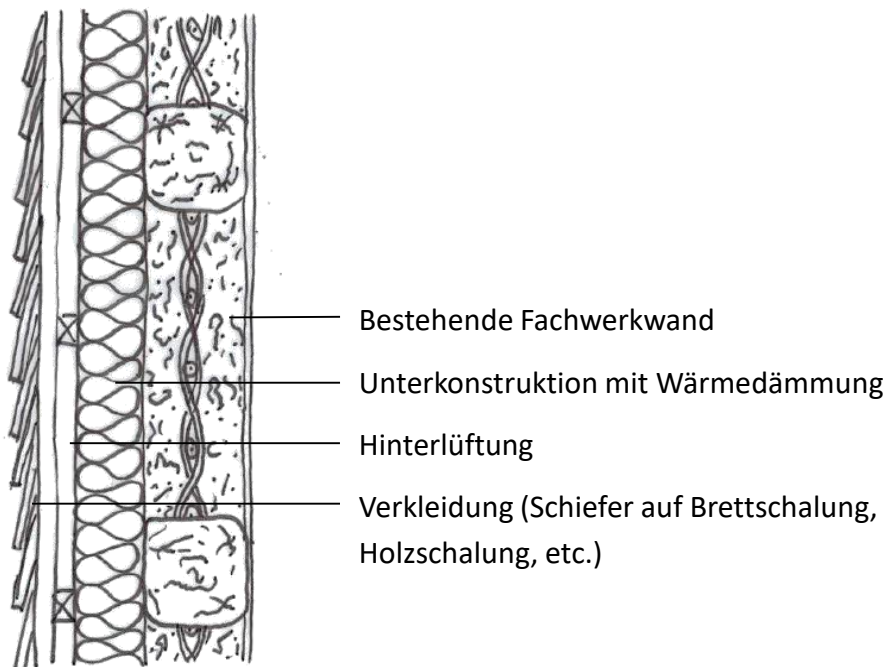 Bestehende Fachwerkwand
Unterkonstruktion mit Wärmedämmung
Hinterlüftung
Verkleidung (Schiefer auf Brettschalung,
Holzschalung, etc.)